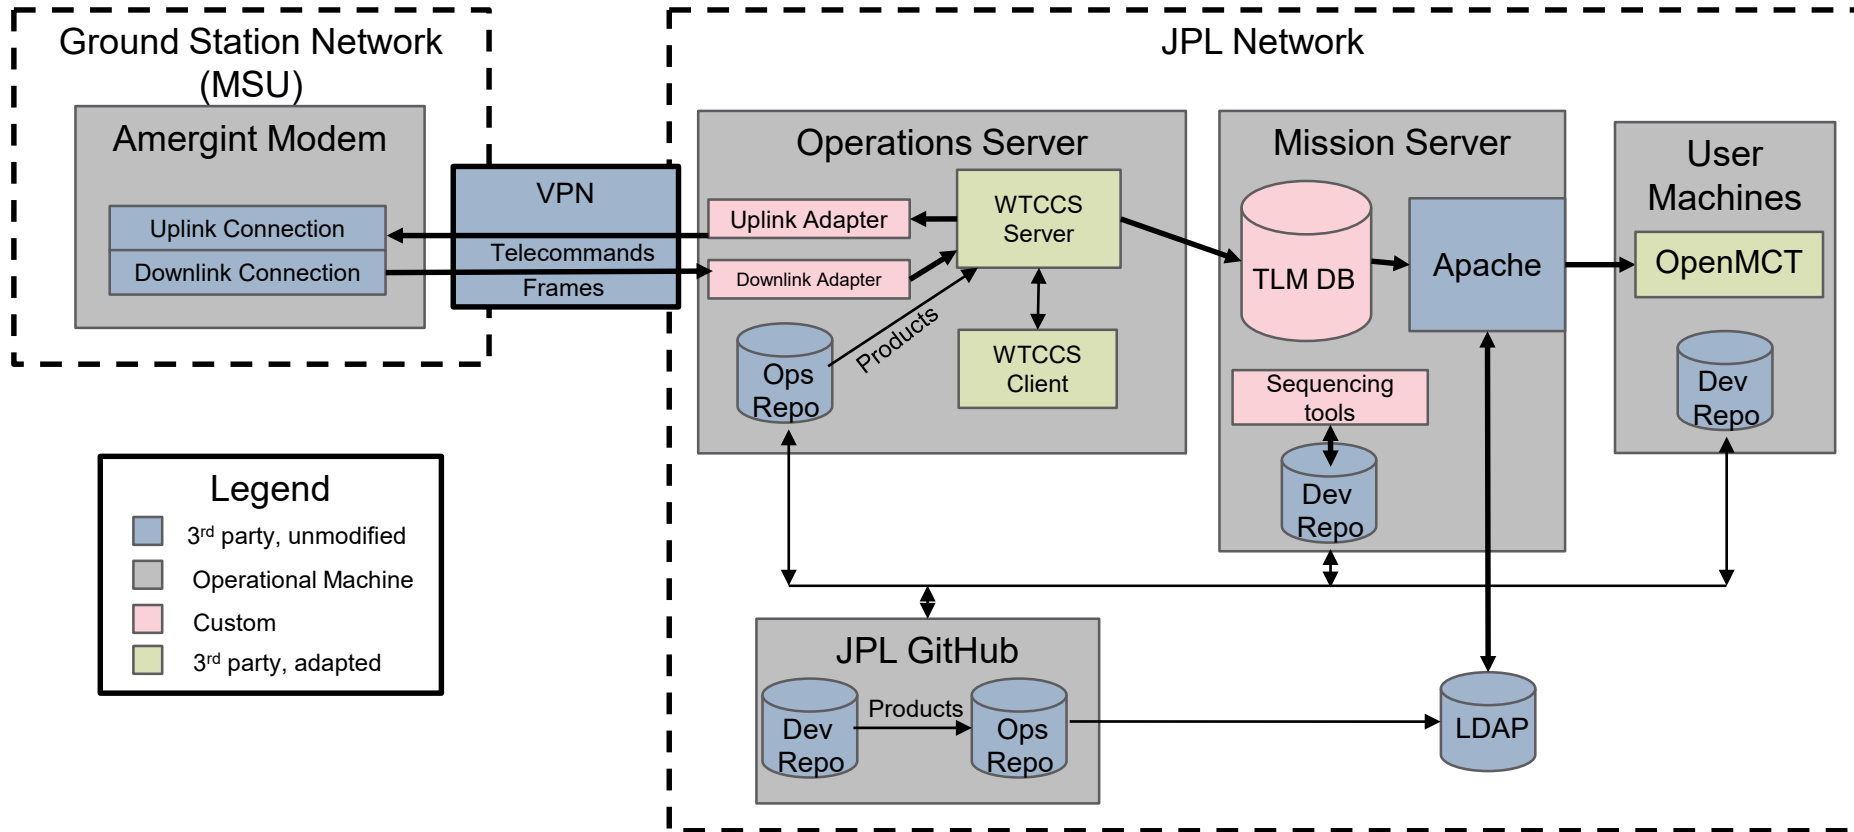 Ground Station Network
(MSU)
Amergint Modem
Uplink Connection
Downlink Connection
VPN
Telecommands
Frames
JPL Network
Operations Server
Uplink Adapter
Downlink Adapter
WTCCS
Server
Products
Ops
Repo
WTCCS
Client
Mission Server
TLM DB
Apache
Sequencing
tools
Dev
Repo
User
Machines
OpenMCT
Dev
Repo
JPL GitHub
Dev
Repo
Products
Ops
Repo
LDAP
Legend
3rd party, unmodified
Operational Machine
Custom
3rd party, adapted